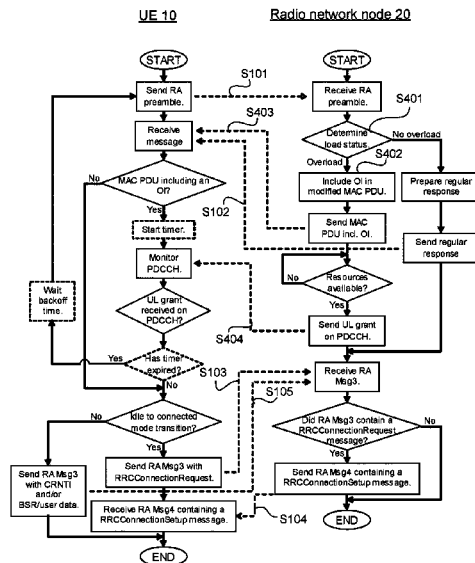 UE 10
Radio network node 20
START
Send RA
preamble.
Receive
message
MAC PDU including an
OI?
No
Yes
Start timer.
Monitor
PDCCH.
UL grant
received on
PDCCH?
Wait
backoff
time.
Yes
Has time
expired?
No
Idle to connected
mode transition?
No
Yes
Send RA Msg3
with CRNTI
and/or
BSR/user data.
Send RA Msg3 with
RRCConnectionRequest.
Receive RA Msg4 containing a
RRCConnectionSetup message.
END
S101
S403
S102
S404
S103
S105
S104
START
Receive RA
preamble.
S401
Determine
load status.
No overload
Overload
S402
Include OI in
modified MAC PDU.
Prepare regular
response
Send MAC
PDU incl. OI.
Send regular
response
No
Resources
available?
Yes
Send UL grant
on PDCCH.
Receive RA
Msg3.
Did RA Msg3 contain a
RRCConnectionRequest
message?
No
Yes
Send RA Msg4 containing a
RRCConnectionSetup message.
END